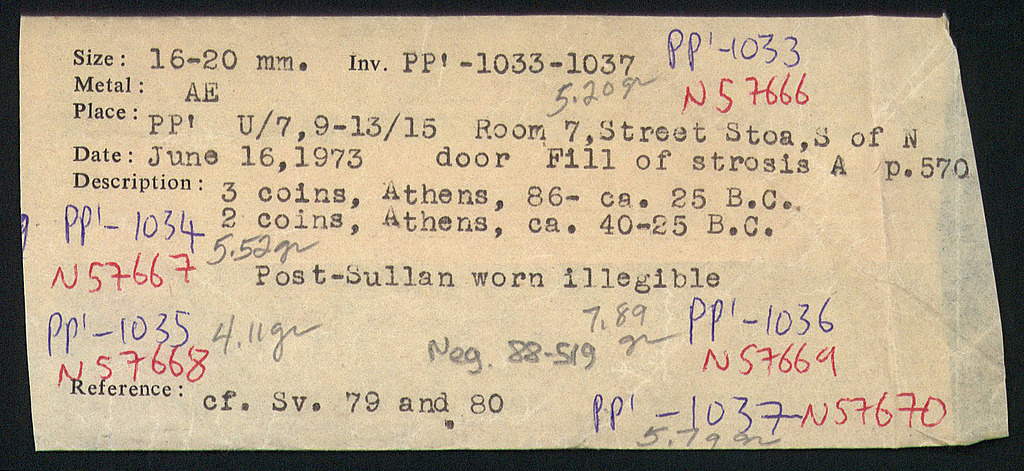 Size: 16-20 mm. Inv. PP'-1033-1037 PP'-1033
Metal: AE 5.20gr N57666
Place: PP' U/7,9-13/15 Room 7,Street Stoa,S of N
Date: June 16,1973 door Fill of strosis A p.570
Description: 3 coins, Athens, 86- ca. 25 B.C.
PP'-1034 2 coins, Athens, ca. 40-25 B.C.
5.52gr
N57667 Post-Sullan worn illegible
PP'-1035 4.11gr 7.89 gr PP'-1036
N57668 Neg. 88-519 N57669
Reference: cf. Sv. 79 and 80
PP'-1037-N57670
5.79 gr